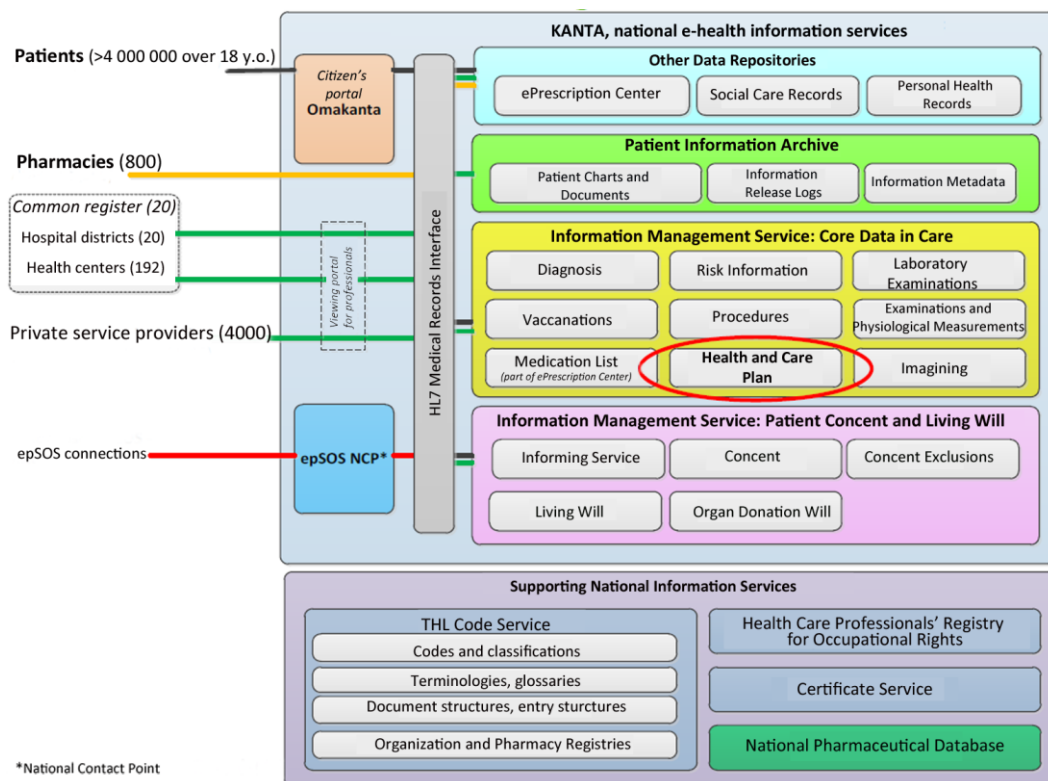 KANTA, national e-health information services
Patients (>4 000 000 over 18 y.o.)
Citizen's
portal
Omakanta
Pharmacies (800)
Common register (20)
Hospital districts (20)
Health centers (192)
Viewing portal
for professionals
Private service providers (4000)
epSOS connections
epSOS NCP*
HL7 Medical Records Interface
Other Data Repositories
ePrescription Center
Social Care Records
Personal Health
Records
Patient Information Archive
Patient Charts and
Documents
Information
Release Logs
Information Metadata
Information Management Service: Core Data in Care
Diagnosis
Risk Information
Laboratory
Examinations
Vaccanations
Procedures
Examinations and
Physiological Measurements
Medication List
(part of ePrescription Center)
Health and Care
Plan
Imagining
Information Management Service: Patient Concent and Living Will
Informing Service
Concent
Concent Exclusions
Living Will
Organ Donation Will
Supporting National Information Services
THL Code Service
Codes and classifications
Terminologies, glossaries
Document structures, entry sturctures
Organization and Pharmacy Registries
Health Care Professionals' Registry
for Occupational Rights
Certificate Service
National Pharmaceutical Database
*National Contact Point